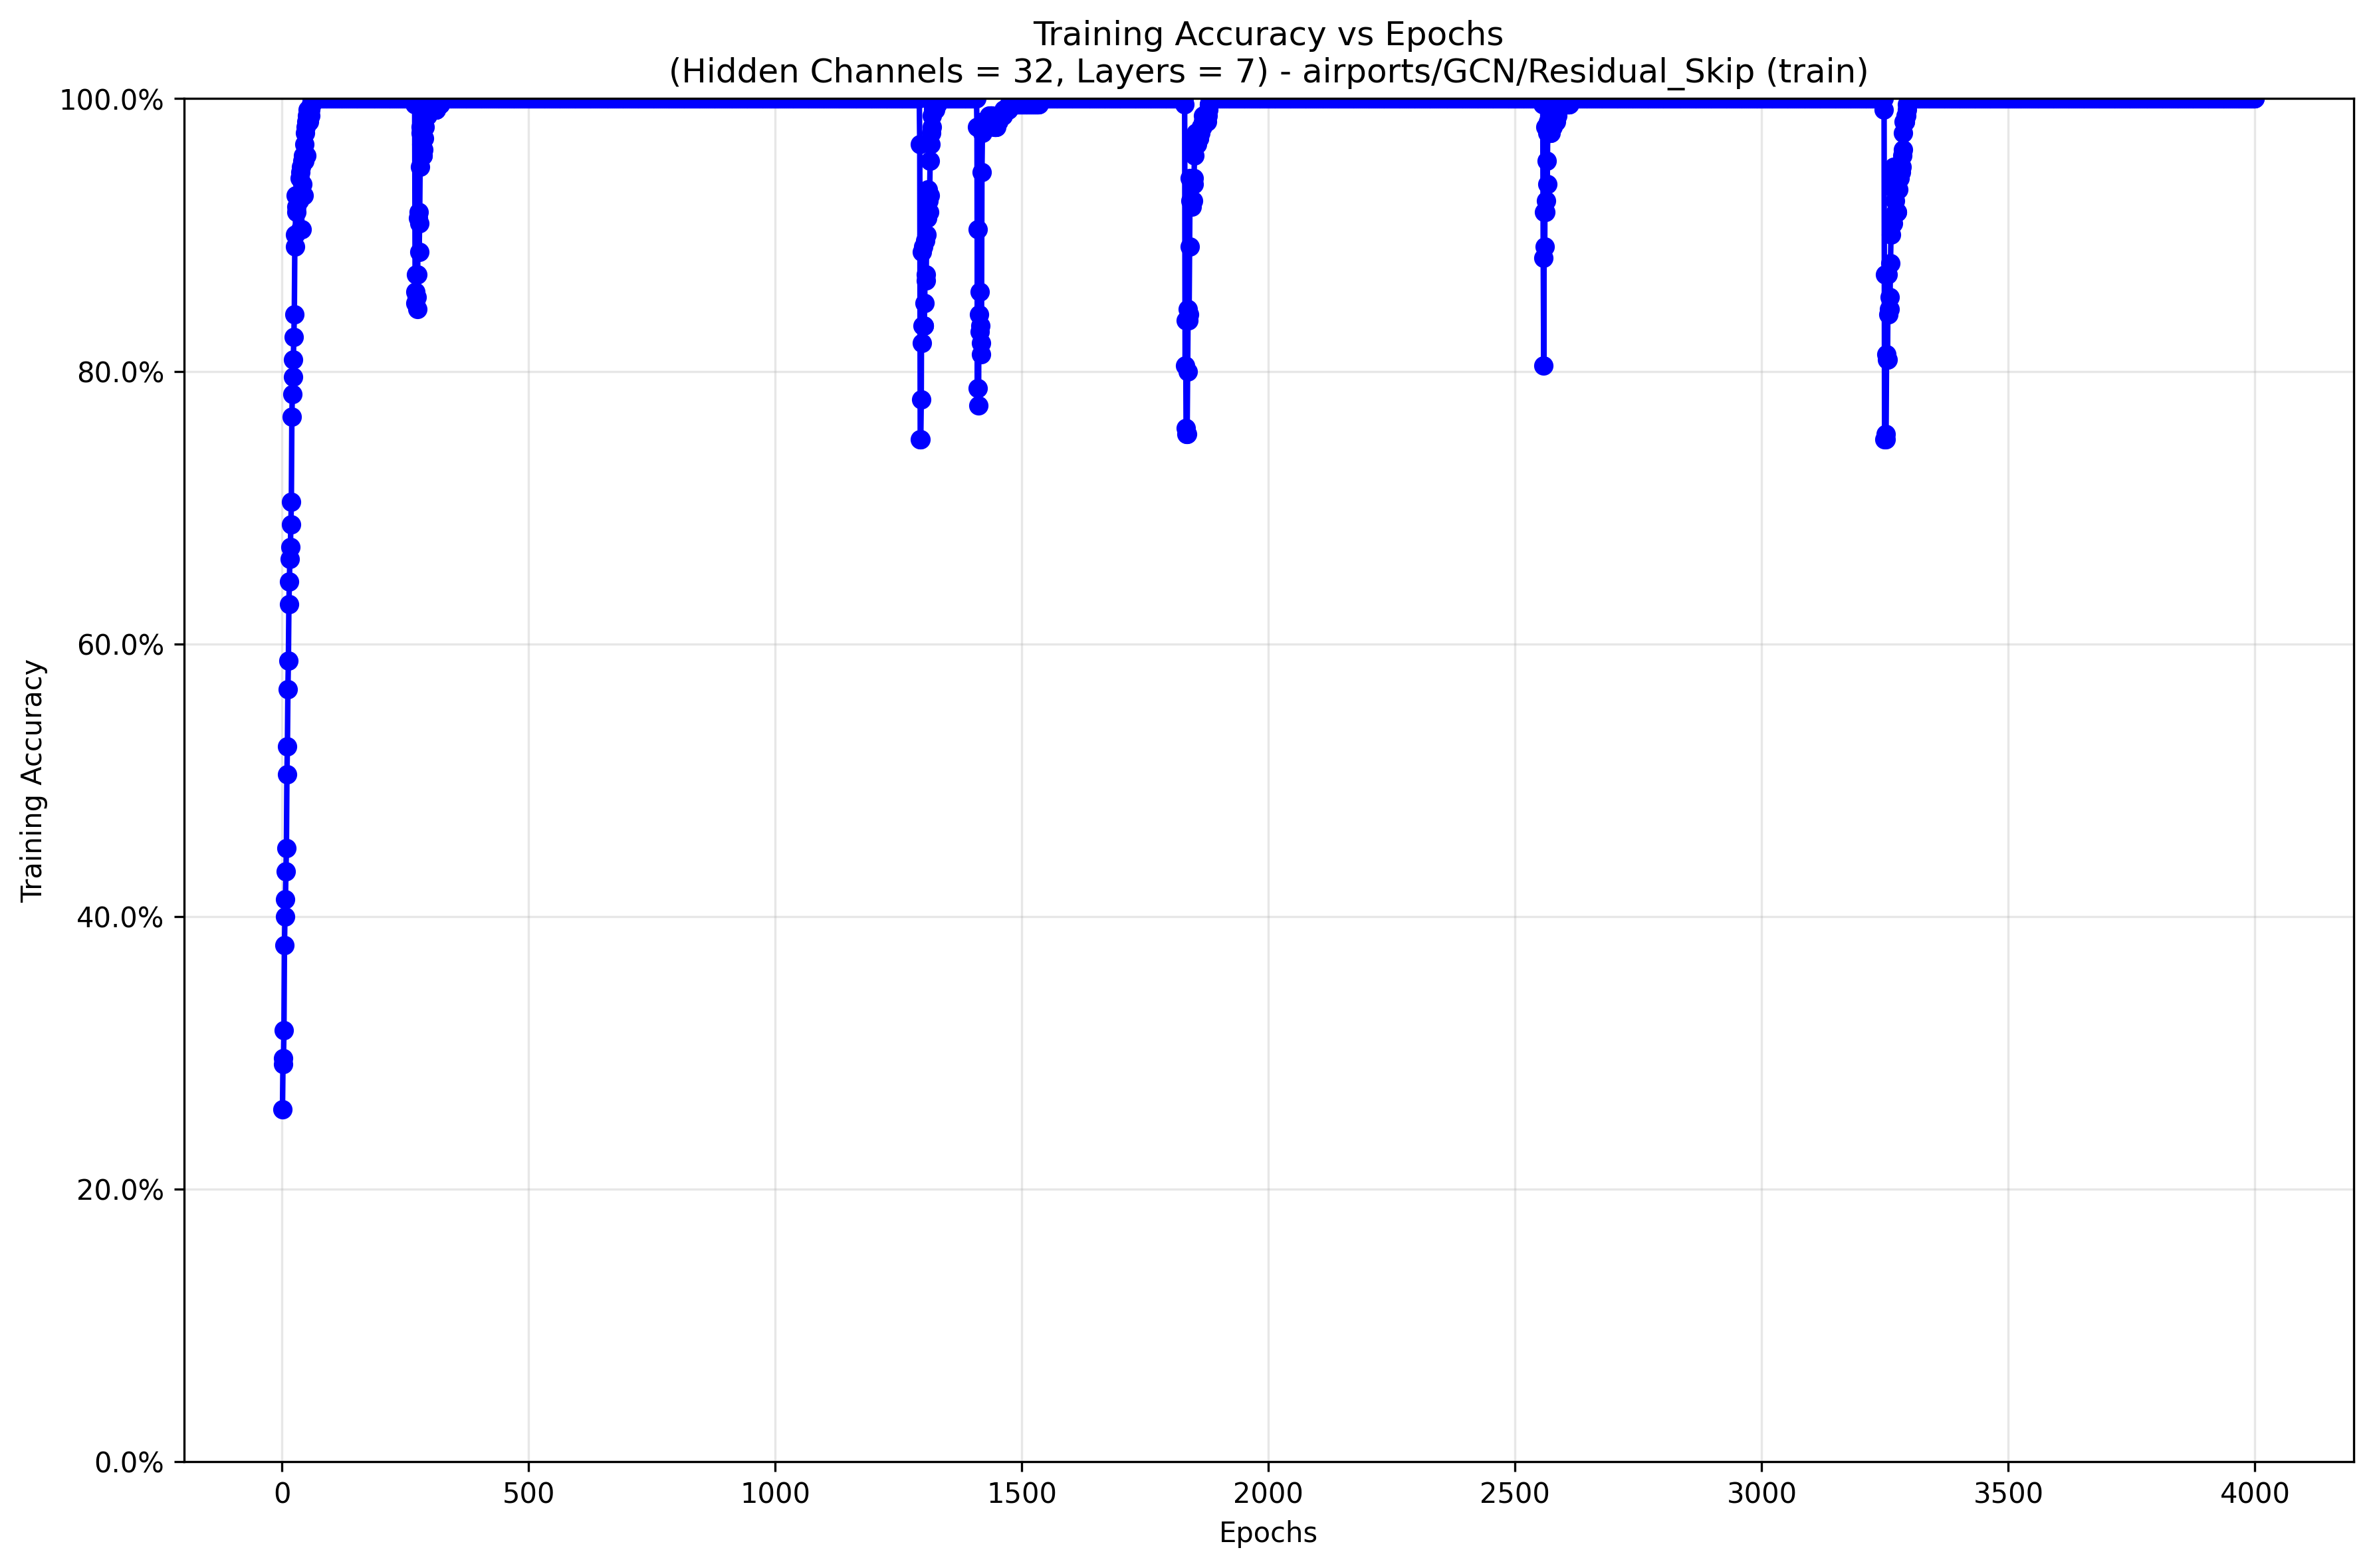 Training Accuracy vs Epochs
(Hidden Channels = 32, Layers = 7) - airports/GCN/Residual_Skip (train)
100.0%
80.0%
60.0%
40.0%
20.0%
0.0%
Training Accuracy
0 500 1000 1500 2000 2500 3000 3500 4000
Epochs